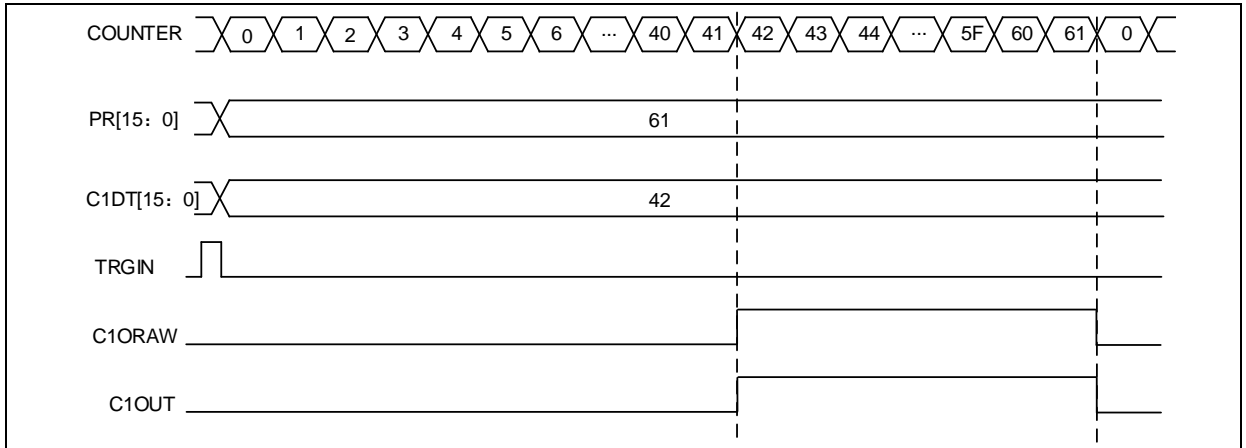 COUNTER 0 1 2 3 4 5 6 ... 40 41 42 43 44 ... 5F 60 61 0
PR[15：0] 61
C1DT[15：0] 42
TRGIN
C1ORAW
C1OUT